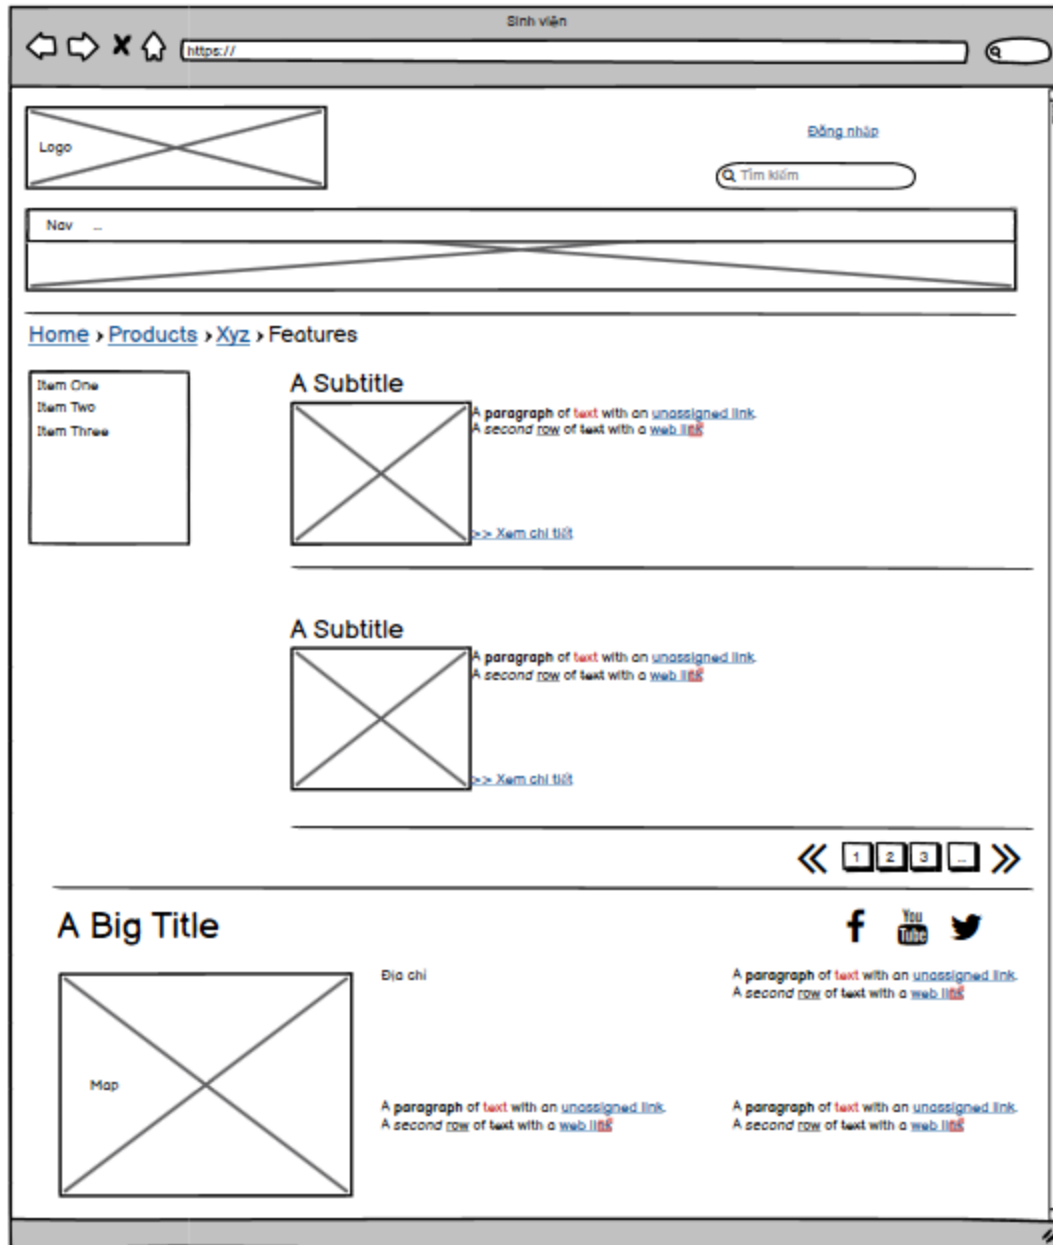 Sinh viên
https://
Logo
Đăng nhập
Tìm kiếm
Nav ...
Home › Products › Xyz › Features
Item One
Item Two
Item Three
A Subtitle
A paragraph of text with an unassigned link.
A second row of text with a web link
>> Xem chi tiết
A Subtitle
A paragraph of text with an unassigned link.
A second row of text with a web link
>> Xem chi tiết
1 2 3 ...
A Big Title
You Tube
Map
Địa chỉ
A paragraph of text with an unassigned link.
A second row of text with a web link
A paragraph of text with an unassigned link.
A second row of text with a web link
A paragraph of text with an unassigned link.
A second row of text with a web link